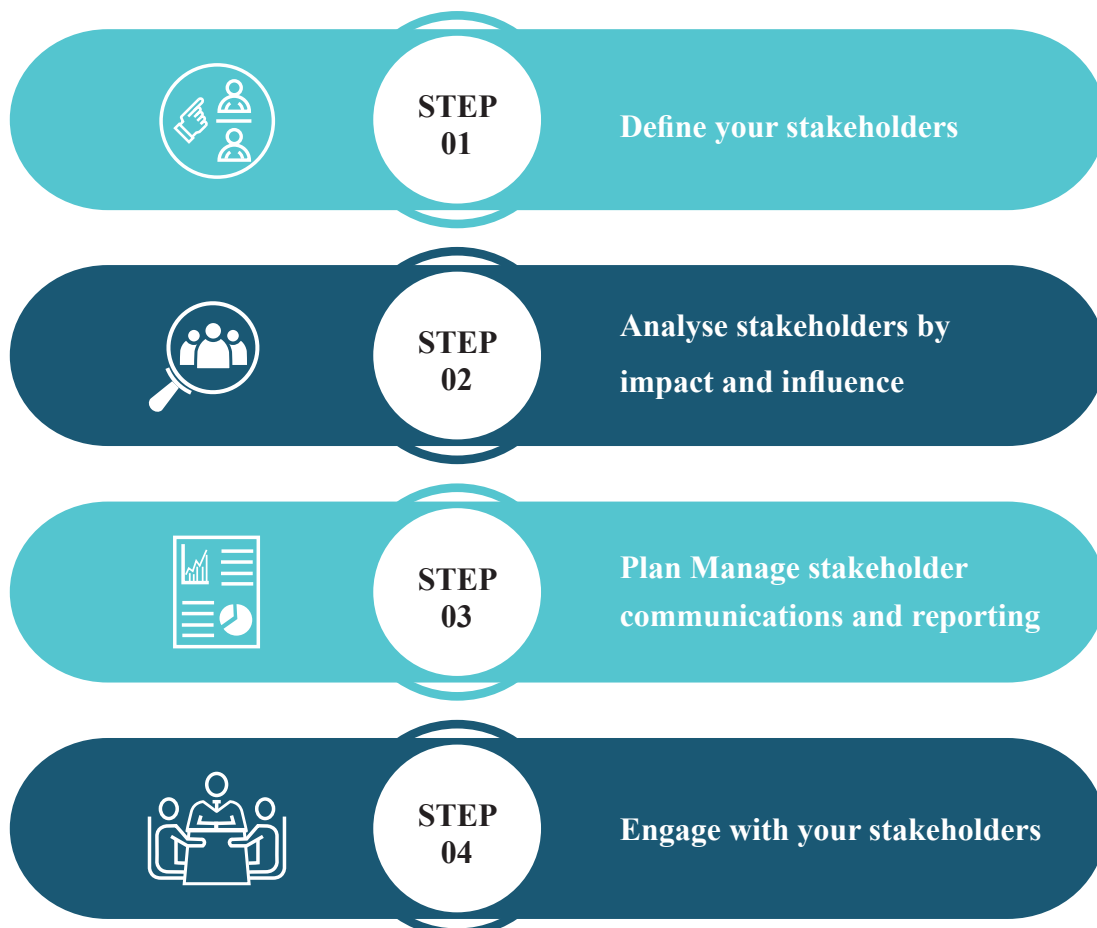 STEP
01
Define your stakeholders
STEP
02
Analyse stakeholders by
impact and influence
STEP
03
Plan Manage stakeholder
communications and reporting
STEP
04
Engage with your stakeholders